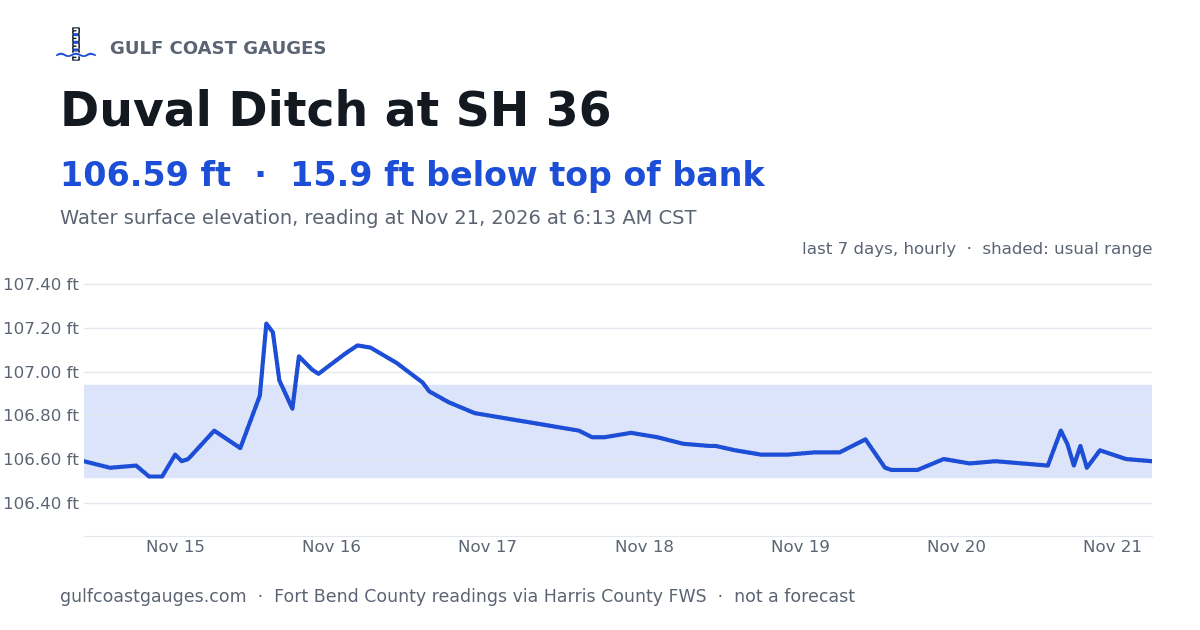 GULF COAST GAUGES
Duval Ditch at SH 36
106.59 ft · 15.9 ft below top of bank
Water surface elevation, reading at Nov 21, 2026 at 6:13 AM CST
last 7 days, hourly · shaded: usual range
107.40 ft
107.20 ft
107.00 ft
106.80 ft
106.60 ft
106.40 ft
Nov 15 Nov 16 Nov 17 Nov 18 Nov 19 Nov 20 Nov 21
gulfcoastgauges.com · Fort Bend County readings via Harris County FWS · not a forecast